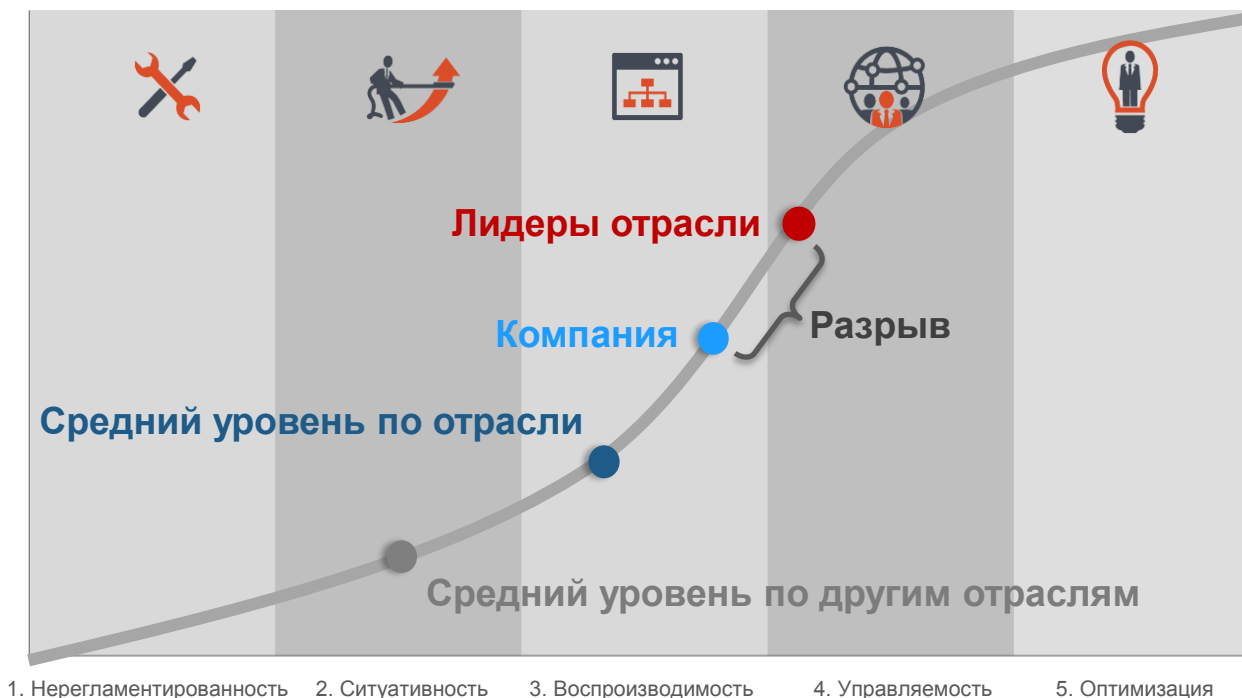 Лидеры отрасли
Компания
Разрыв
Средний уровень по отрасли
Средний уровень по другим отраслям
1. Нерегламентированность
2. Ситуативность
3. Воспроизводимость
4. Управляемость
5. Оптимизация